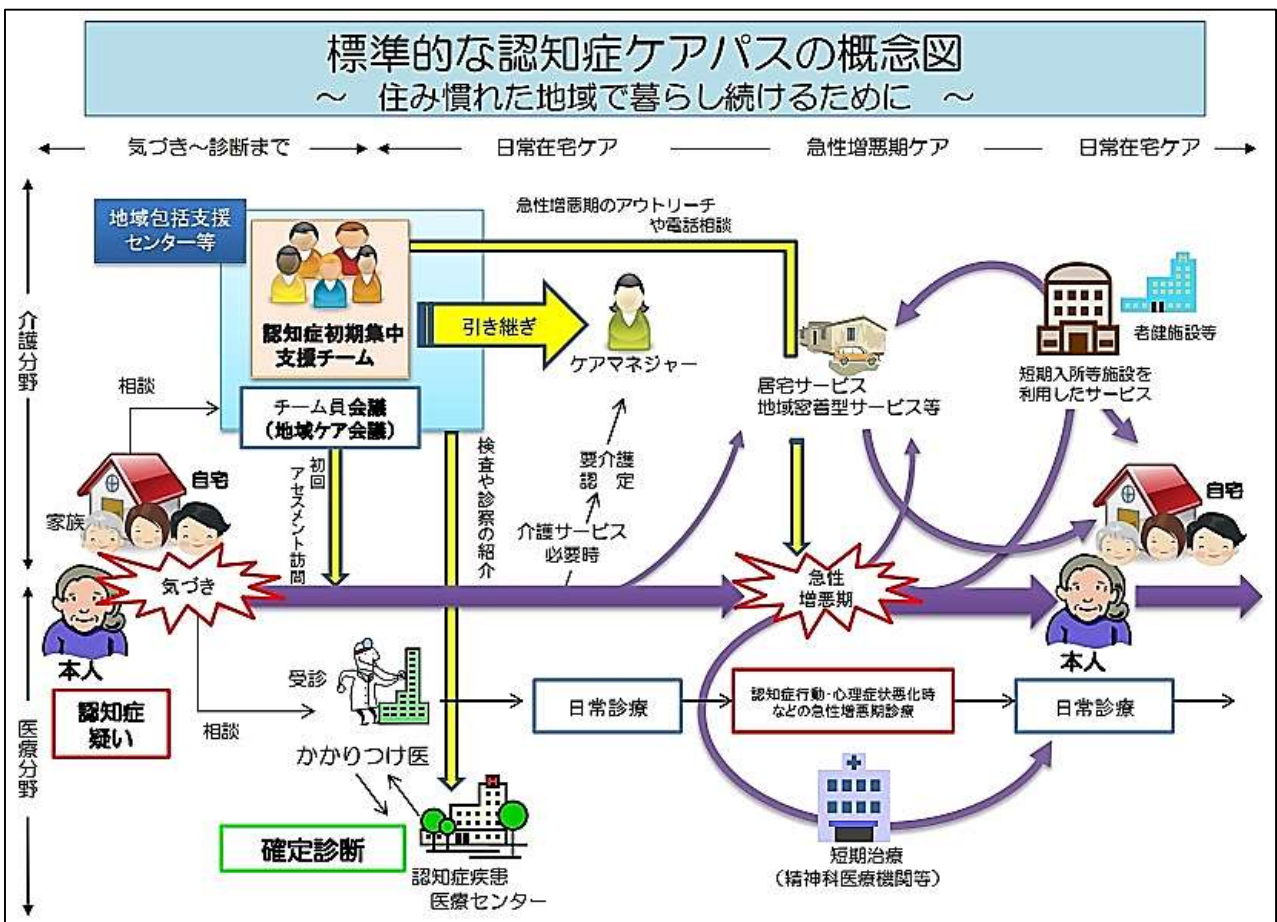 標準的な認知症ケアパスの概念図
～ 住み慣れた地域で暮らし続けるために ～
気づき～診断まで
日常在宅ケア
急性増悪期ケア
日常在宅ケア
介護分野
医療分野
地域包括支援
センター等
認知症初期集中
支援チーム
チーム員会議
(地域ケア会議)
急性増悪期のアウトリーチ
や電話相談
引き継ぎ
ケアマネジャー
居宅サービス
地域密着型サービス等
老健施設等
短期入所等施設を
利用したサービス
相談
自宅
家族
気づき
本人
認知症
疑い
初回
アセスメント訪問
検査や診察の紹介
要介護
認定
介護サービス
必要時
急性
増悪期
自宅
本人
相談
受診
かかりつけ医
日常診療
認知症行動・心理症状悪化時
などの急性増悪期診療
日常診療
確定診断
H
認知症疾患
医療センター
短期治療
(精神科医療機関等)